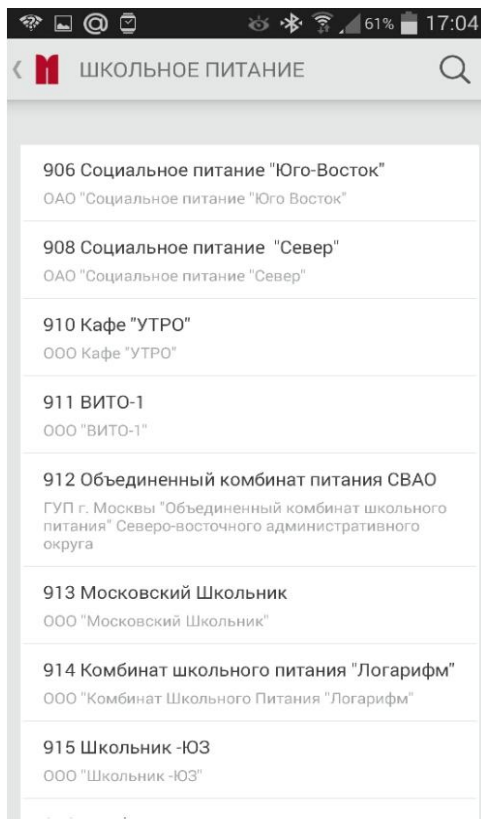 61% 17:04
ШКОЛЬНОЕ ПИТАНИЕ
906 Социальное питание "Юго-Восток"
ОАО "Социальное питание "Юго Восток"
908 Социальное питание "Север"
ОАО "Социальное питание "Север"
910 Кафе "УТРО"
ООО Кафе "УТРО"
911 ВИТО-1
ООО "ВИТО-1"
912 Объединенный комбинат питания СВАО
ГУП г. Москвы "Объединенный комбинат школьного
питания" Северо-восточного административного
округа
913 Московский Школьник
ООО "Московский Школьник"
914 Комбинат школьного питания "Логарифм"
ООО "Комбинат Школьного Питания "Логарифм"
915 Школьник -ЮЗ
ООО "Школьник -ЮЗ"